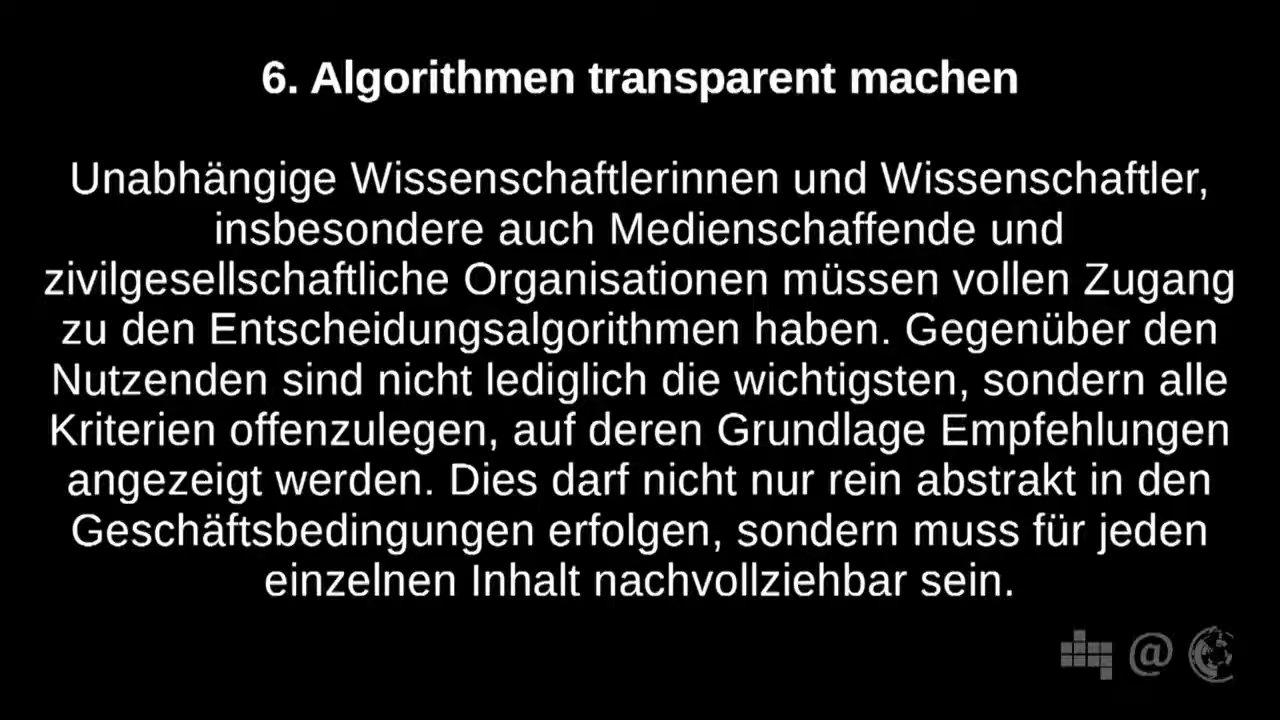 6. Algorithmen transparent machen
Unabhängige Wissenschaftlerinnen und Wissenschaftler,
insbesondere auch Medienschaffende und
zivilgesellschaftliche Organisationen müssen vollen Zugang
zu den Entscheidungsalgorithmen haben. Gegenüber den
Nutzenden sind nicht lediglich die wichtigsten, sondern alle
Kriterien offenzulegen, auf deren Grundlage Empfehlungen
angezeigt werden. Dies darf nicht nur rein abstrakt in den
Geschäftsbedingungen erfolgen, sondern muss für jeden
einzelnen Inhalt nachvollziehbar sein.
@